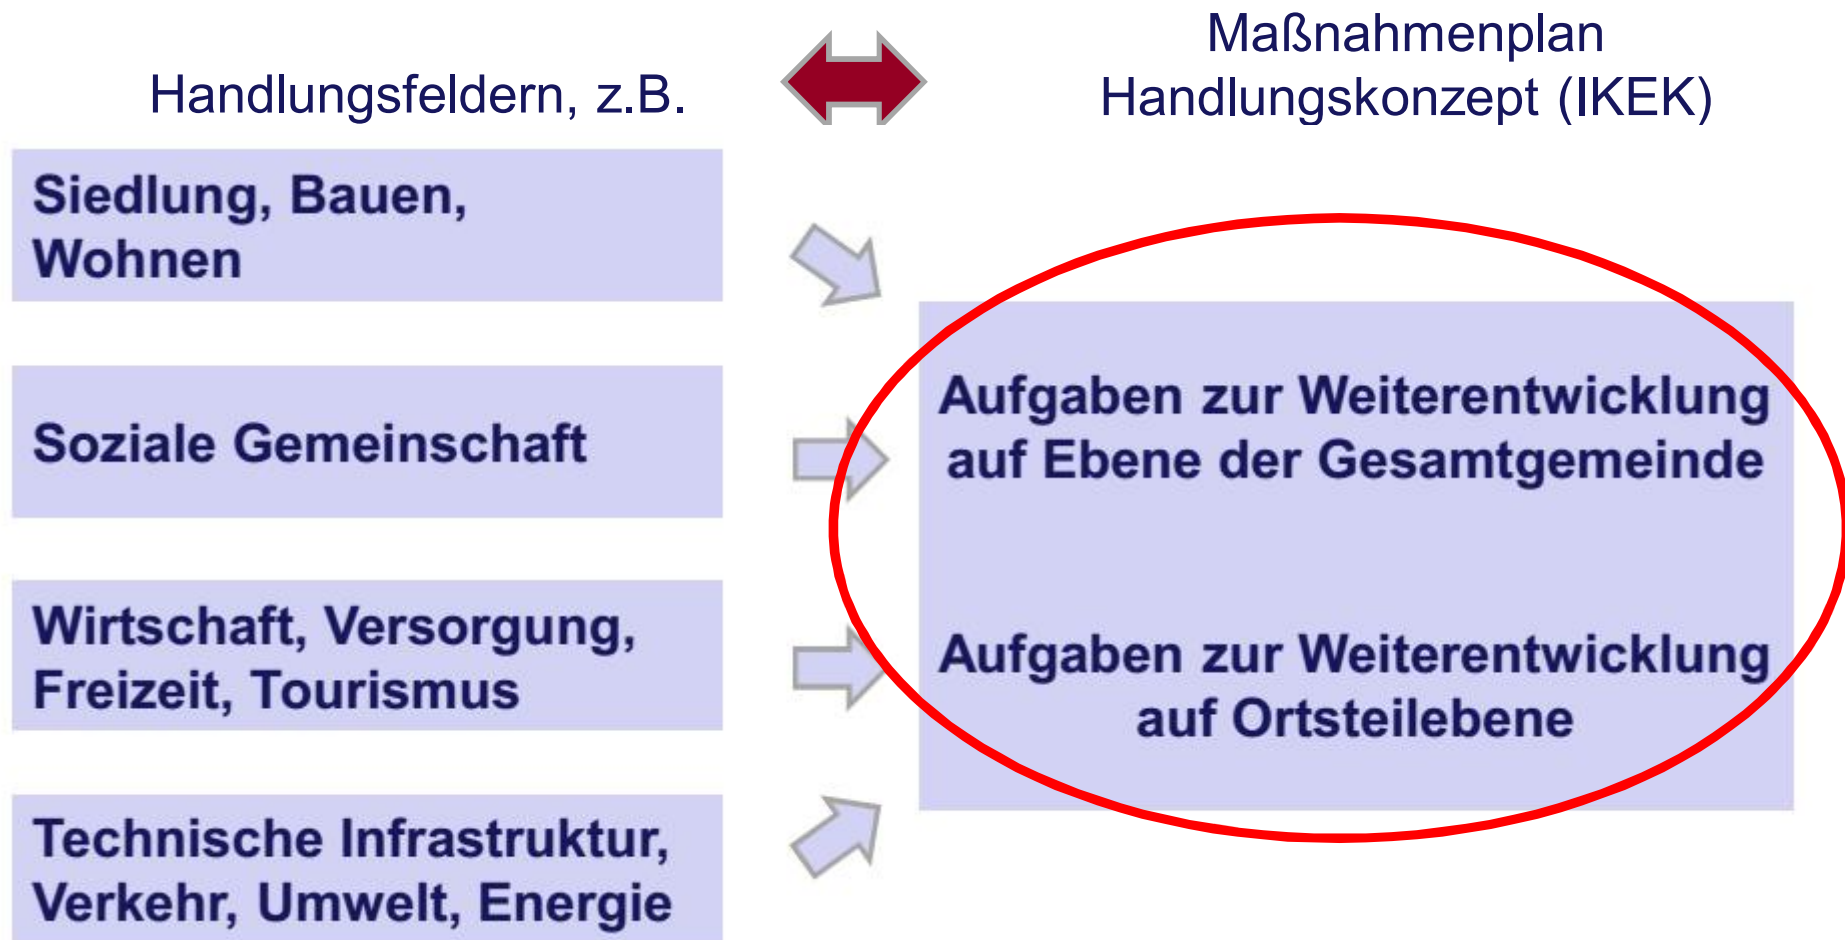 Handlungsfeldern, z.B.
Maßnahmenplan
Handlungskonzept (IKEK)
Siedlung, Bauen,
Wohnen
Soziale Gemeinschaft
Wirtschaft, Versorgung,
Freizeit, Tourismus
Technische Infrastruktur,
Verkehr, Umwelt, Energie
Aufgaben zur Weiterentwicklung
auf Ebene der Gesamtgemeinde
Aufgaben zur Weiterentwicklung
auf Ortsteilebene